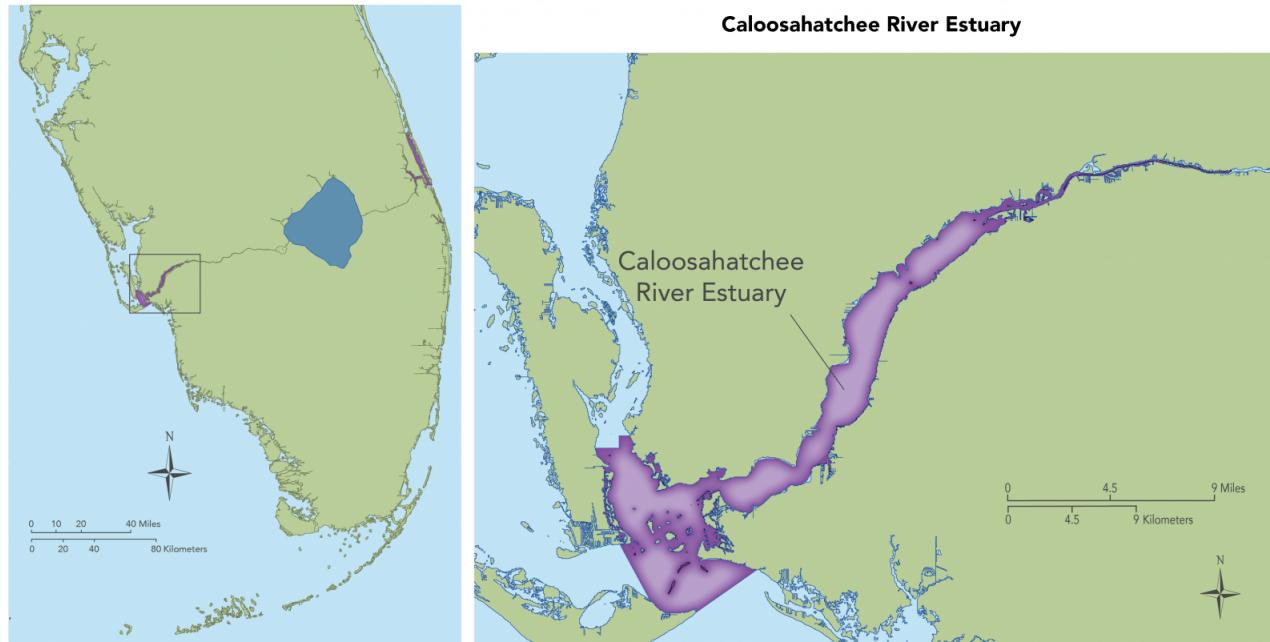 Caloosahatchee River Estuary
N
0 10 20 40 Miles
0 20 40 80 Kilometers
Caloosahatchee
River Estuary
0 4.5 9 Miles
0 4.5 9 Kilometers
N